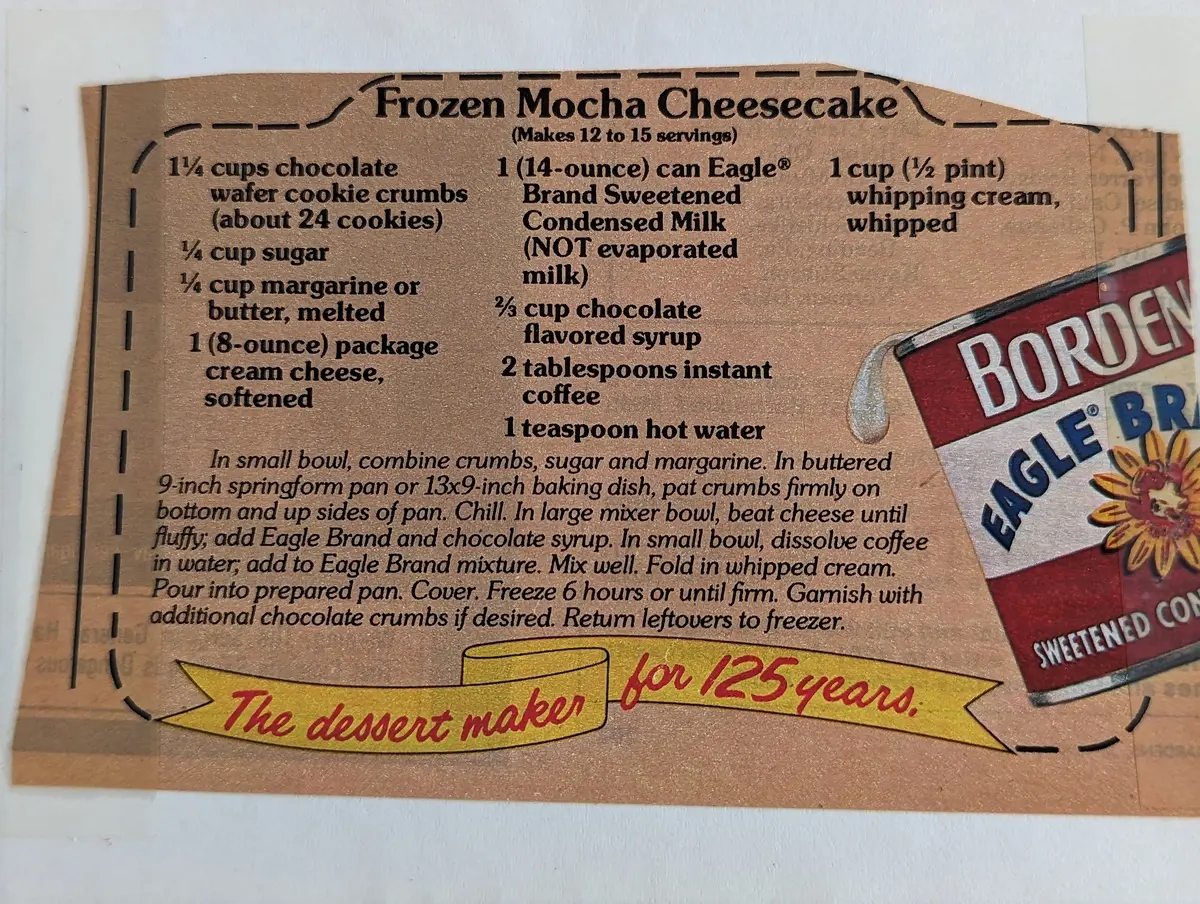 Frozen Mocha Cheesecake
(Makes 12 to 15 servings)
1¼ cups chocolate
wafer cookie crumbs
(about 24 cookies)
¼ cup sugar
¼ cup margarine or
butter, melted
1 (8-ounce) package
cream cheese,
softened
1 (14-ounce) can Eagle®
Brand Sweetened
Condensed Milk
(NOT evaporated
milk)
⅔ cup chocolate
flavored syrup
2 tablespoons instant
coffee
1 teaspoon hot water
1 cup (½ pint)
whipping cream,
whipped
In small bowl, combine crumbs, sugar and margarine. In buttered
9-inch springform pan or 13x9-inch baking dish, pat crumbs firmly on
bottom and up sides of pan. Chill. In large mixer bowl, beat cheese until
fluffy; add Eagle Brand and chocolate syrup. In small bowl, dissolve coffee
in water; add to Eagle Brand mixture. Mix well. Fold in whipped cream.
Pour into prepared pan. Cover. Freeze 6 hours or until firm. Garnish with
additional chocolate crumbs if desired. Return leftovers to freezer.
BORDEN
EAGLE® BRA
SWEETENED CON
The dessert maker for 125 years.